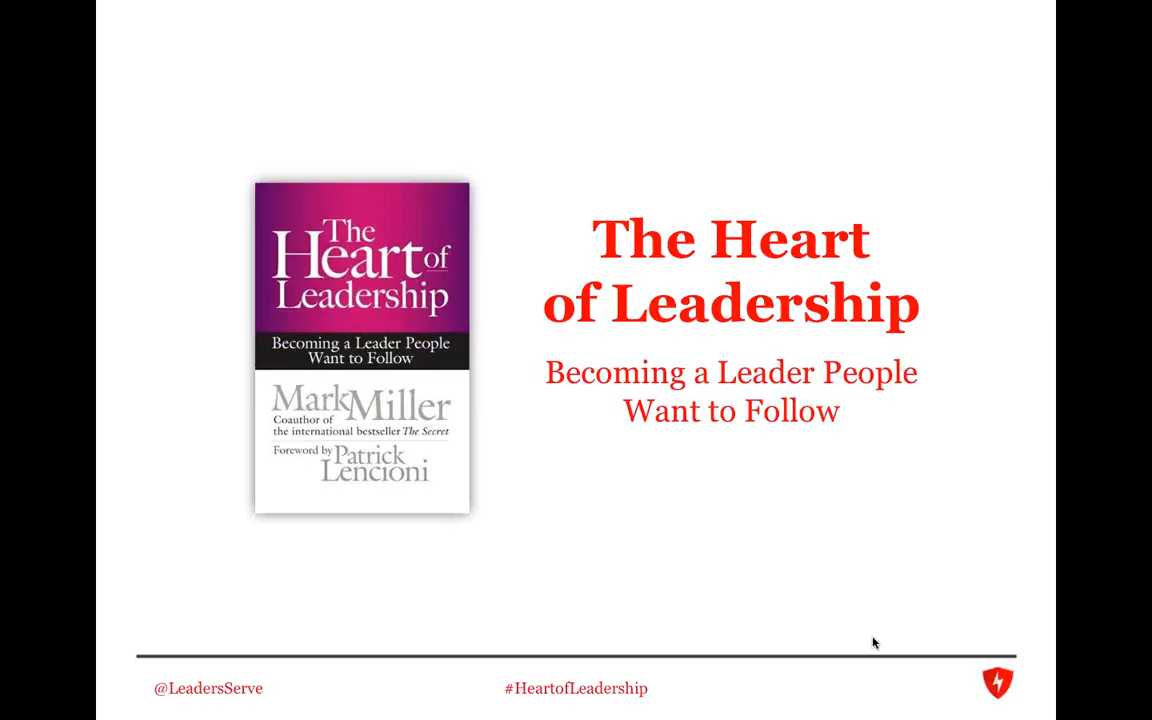 The
Heart of
Leadership
Becoming a Leader People
Want to Follow
Mark Miller
Coauthor of
the international bestseller The Secret
Foreword by Patrick
Lencioni
The Heart
of Leadership
Becoming a Leader People
Want to Follow
@LeadersServe
#HeartofLeadership